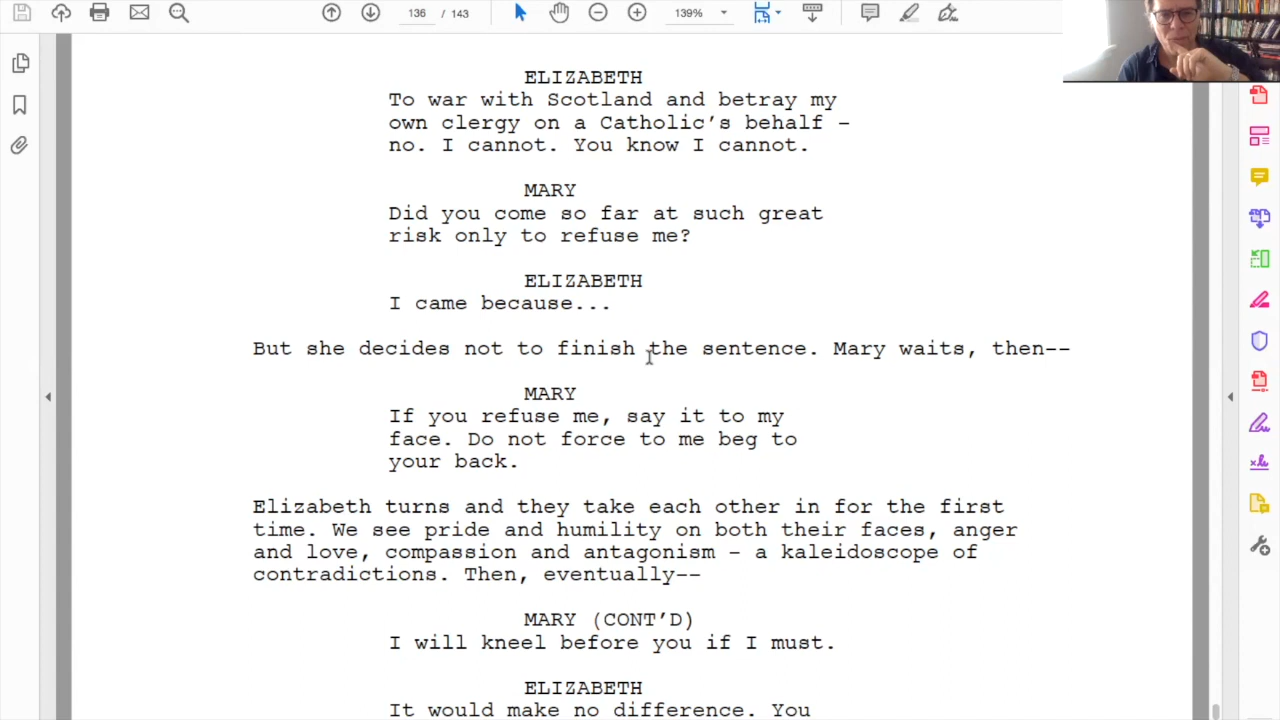 136 / 143
139%
ELIZABETH
To war with Scotland and betray my
own clergy on a Catholic's behalf –
no. I cannot. You know I cannot.
MARY
Did you come so far at such great
risk only to refuse me?
ELIZABETH
I came because...
But she decides not to finish the sentence. Mary waits, then--
MARY
If you refuse me, say it to my
face. Do not force to me beg to
your back.
Elizabeth turns and they take each other in for the first
time. We see pride and humility on both their faces, anger
and love, compassion and antagonism – a kaleidoscope of
contradictions. Then, eventually--
MARY (CONT'D)
I will kneel before you if I must.
ELIZABETH
It would make no difference. You